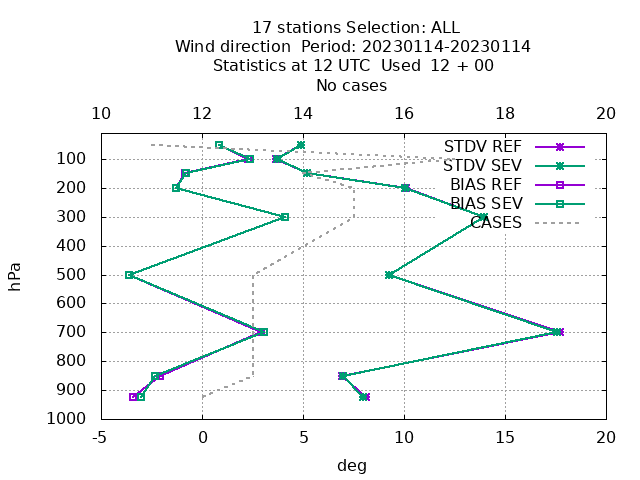 17 stations Selection: ALL
Wind direction  Period: 20230114-20230114
Statistics at 12 UTC  Used  12 + 00
No cases
10 12 14 16 18 20
STDV REF
STDV SEV
BIAS REF
BIAS SEV
CASES
100
200
300
400
500
600
700
800
900
1000
hPa
-5 0 5 10 15 20
deg